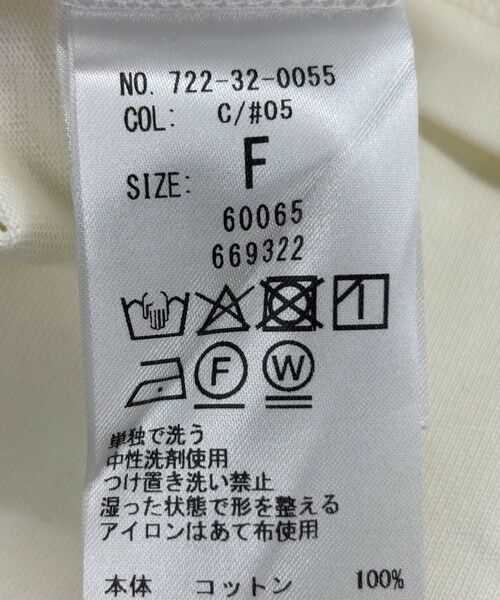 NO. 722-32-0055
COL: C/#05
SIZE: F
60065
669322
F W
単独で洗う
中性洗剤使用
つけ置き洗い禁止
湿った状態で形を整える
アイロンはあて布使用
本体 コットン 100%